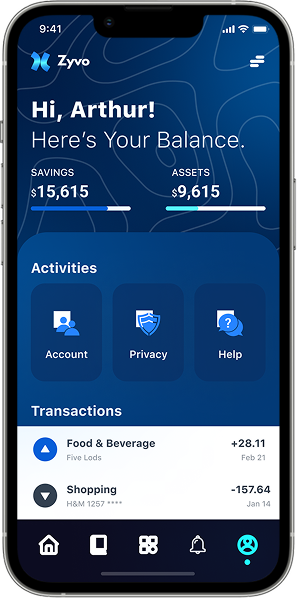 9:41
Zyvo
Hi, Arthur!
Here's Your Balance.
SAVINGS ASSETS
$15,615 $9,615
Activities
Account Privacy Help
Transactions
Food & Beverage +28.11
Five Lods Feb 21
Shopping -157.64
H&M 1257 **** Jan 14